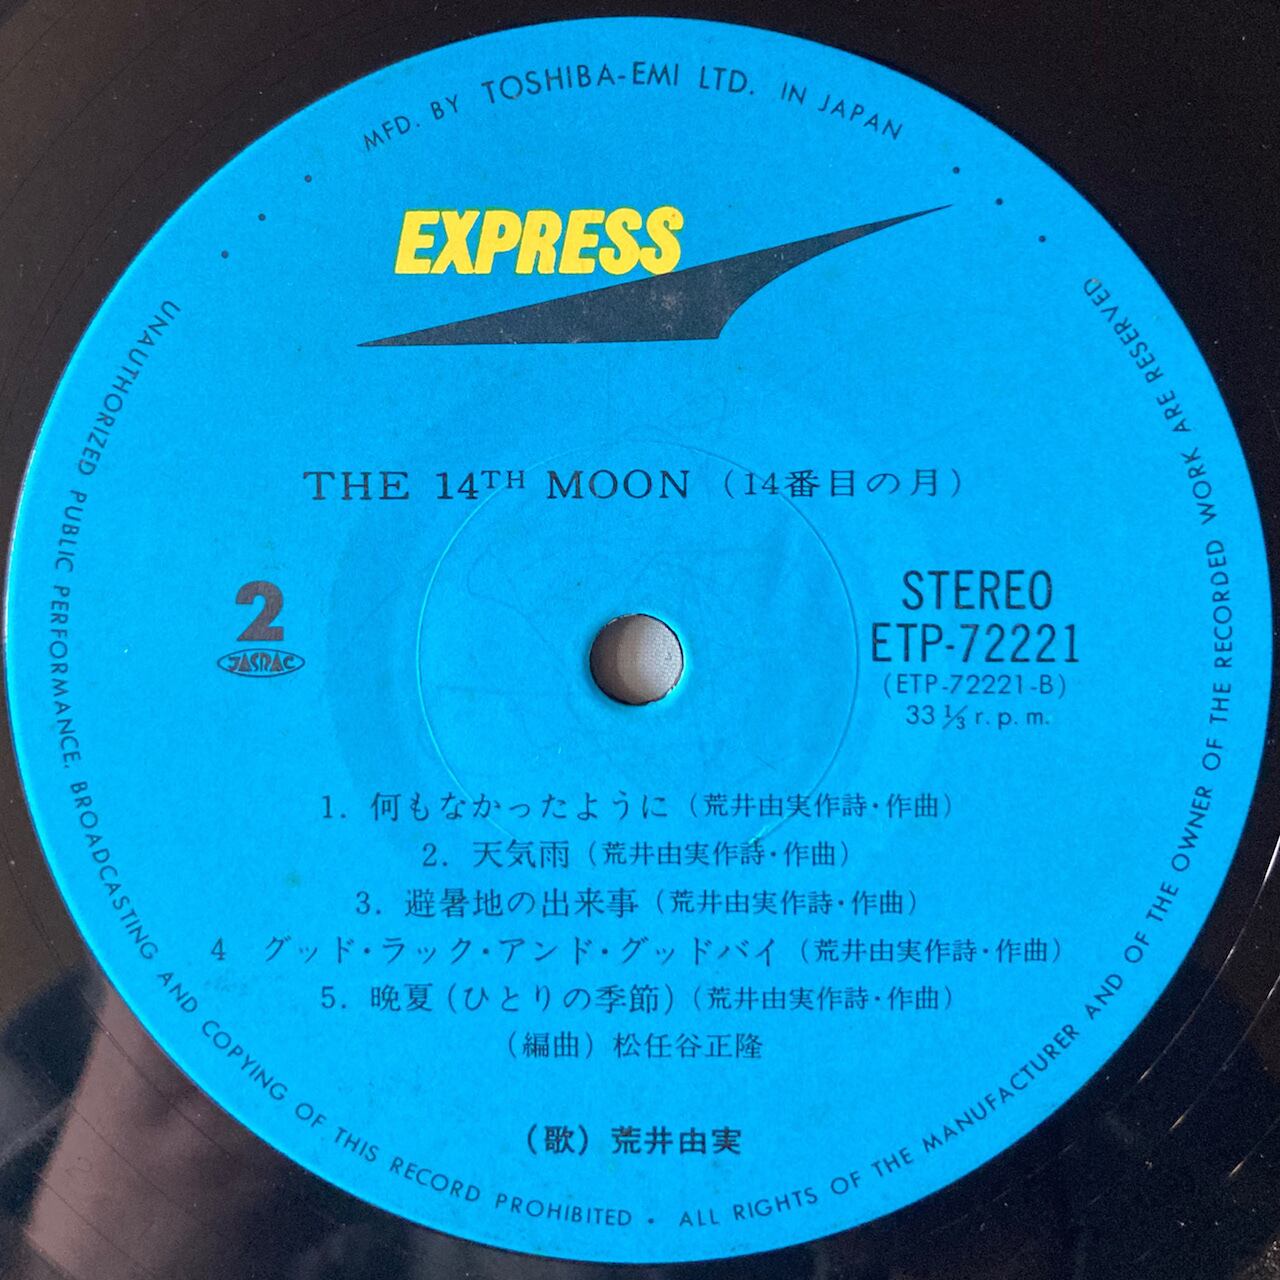 MFD. BY TOSHIBA-EMI LTD. IN JAPAN
EXPRESS
THE 14TH MOON (14番目の月)
2
JASRAC
STEREO
ETP-72221
(ETP-72221-B)
33 1/3 r.p.m.
1. 何もなかったように (荒井由実作詩・作曲)
2. 天気雨 (荒井由実作詩・作曲)
3. 避暑地の出来事 (荒井由実作詩・作曲)
4 グッド・ラック・アンド・グッドバイ (荒井由実作詩・作曲)
5. 晩夏 (ひとりの季節) (荒井由実作詩・作曲)
(編曲) 松任谷正隆
(歌) 荒井由実
UNAUTHORIZED PUBLIC PERFORMANCE, BROADCASTING AND COPYING OF THIS RECORD PROHIBITED • ALL RIGHTS OF THE MANUFACTURER AND OF THE OWNER OF THE RECORDED WORK ARE RESERVED